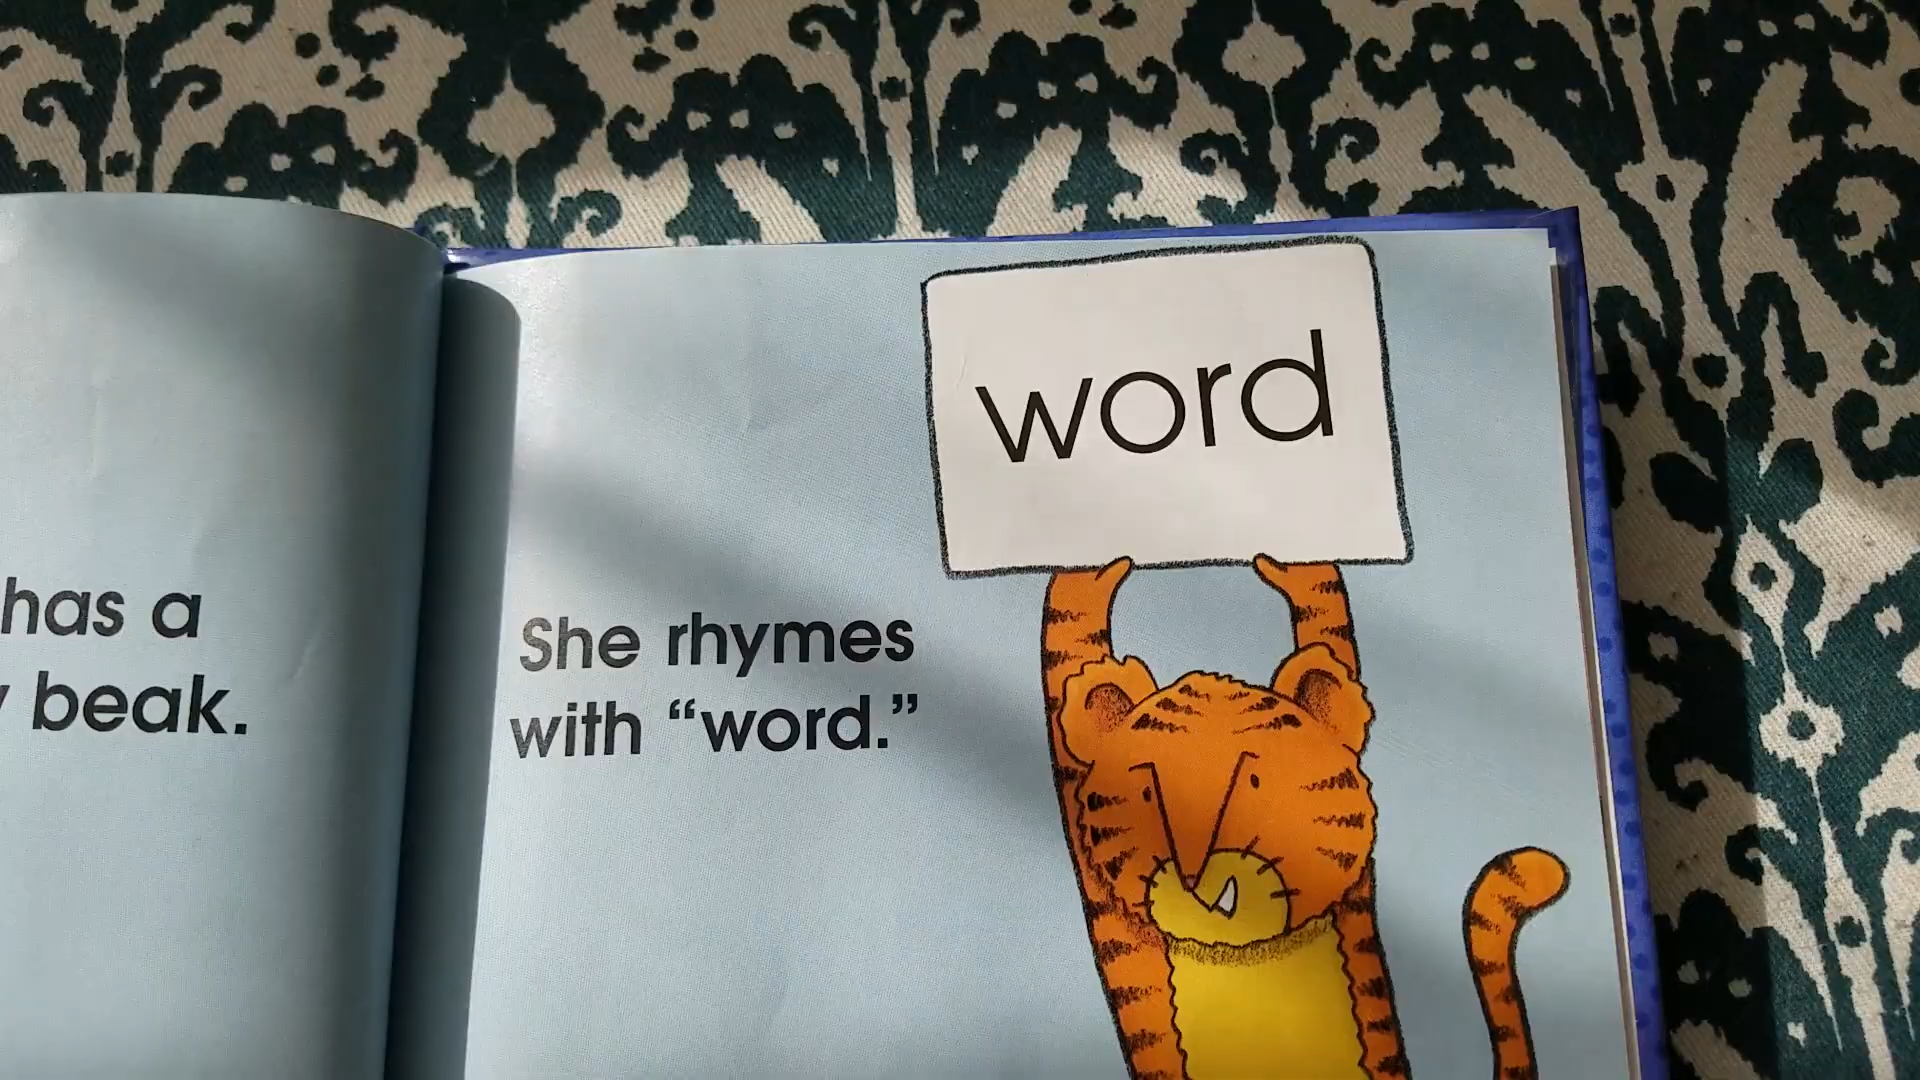 has a
beak.
She rhymes
with “word.”
word